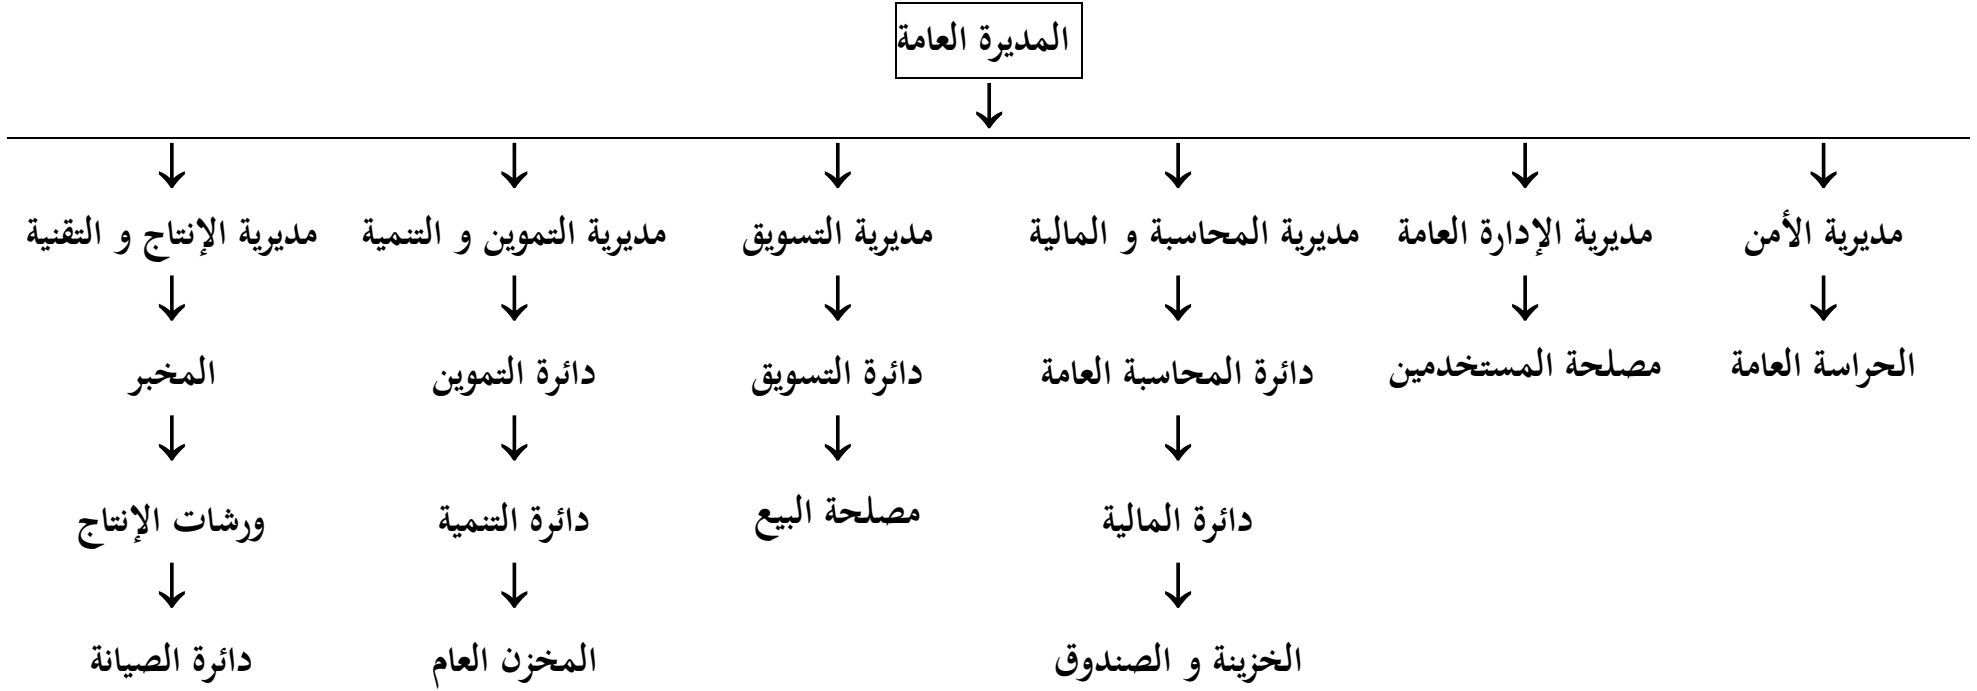 المديرة العامة
مديرية الأمن
مديرية الإدارة العامة
مديرية المحاسبة و المالية
مديرية التسويق
مديرية التموين و التنمية
مديرية الإنتاج و التقنية
الحراسة العامة
مصلحة المستخدمين
دائرة المحاسبة العامة
دائرة التسويق
دائرة التموين
المخبر
دائرة المالية
مصلحة البيع
دائرة التنمية
ورشات الإنتاج
الخزينة و الصندوق
المخزن العام
دائرة الصيانة